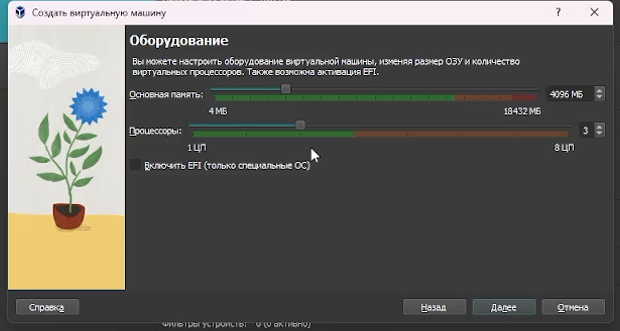 Создать виртуальную машину
Оборудование
Вы можете настроить оборудование виртуальной машины, изменяя размер ОЗУ и количество
виртуальных процессоров. Также возможна активация EFI.
Основная память: 4096 МБ
4 МБ 18432 МБ
Процессоры: 3
1 ЦП 8 ЦП
Включить EFI (только специальные ОС)
Справка Назад Далее Отмена
Фильтры устройств: 0 (0 активно)